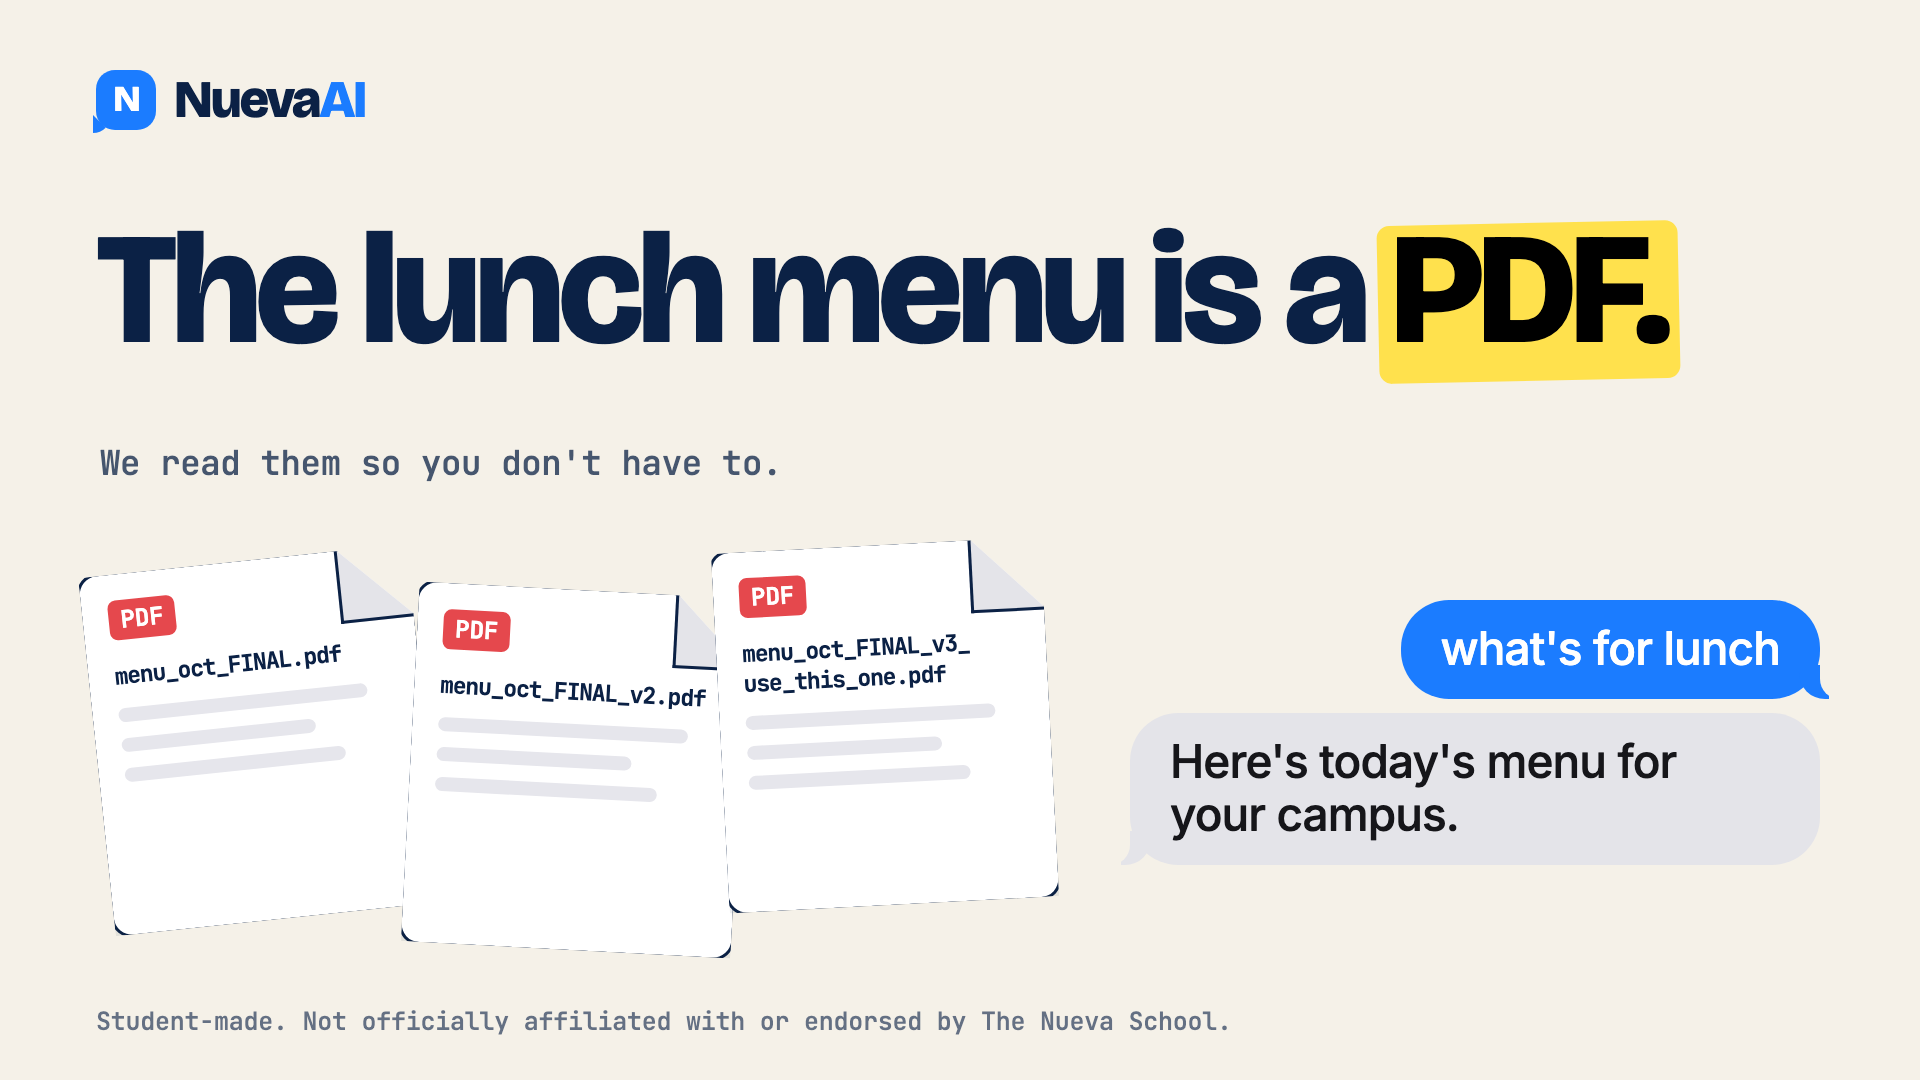 N
NuevaAI
The lunch menu is a PDF.
We read them so you don't have to.
PDF
menu_oct_FINAL.pdf
PDF
menu_oct_FINAL_v2.pdf
PDF
menu_oct_FINAL_v3_
use_this_one.pdf
what's for lunch
Here's today's menu for
your campus.
Student-made. Not officially affiliated with or endorsed by The Nueva School.